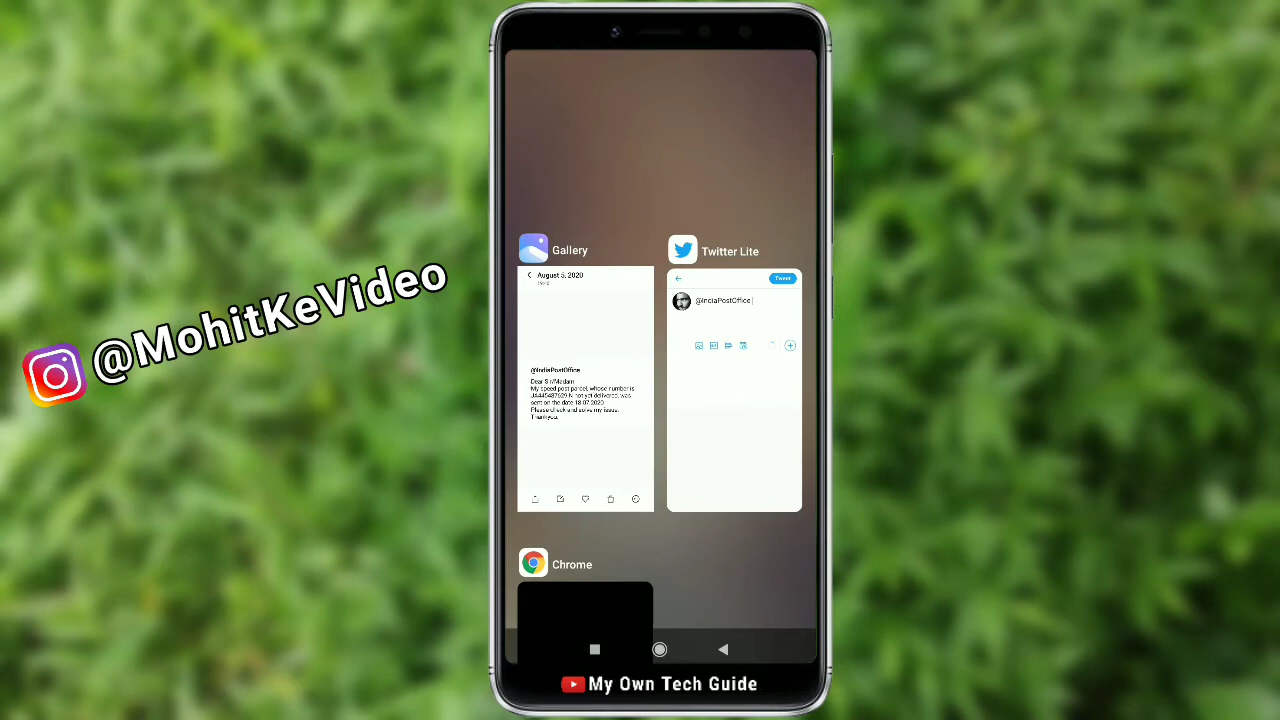 @MohitKeVideo
Gallery
August 5, 2020
Twitter Lite
Tweet
@IndiaPostOffice
@IndiaPostOffice
Dear Sir/Madam
My speed post parcel, whose number is
not yet delivered, was
sent on the date 18-07-2020
Please check and solve my issue.
Thankyou.
Chrome
My Own Tech Guide